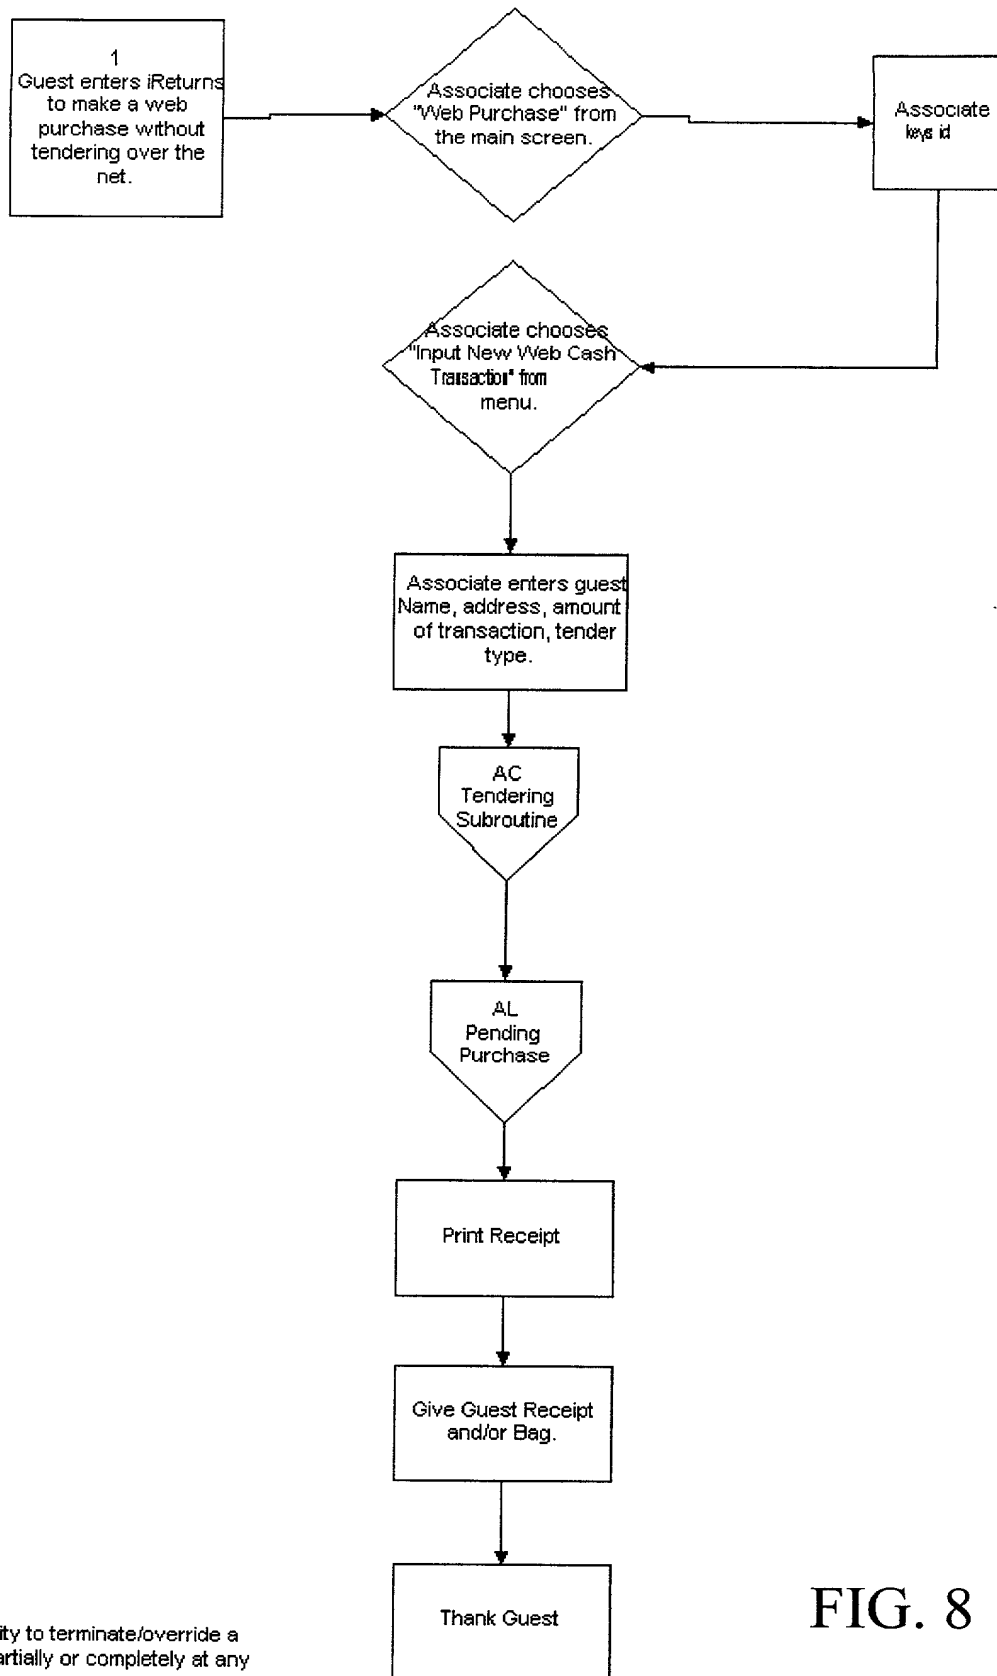 1
Guest enters iReturns
to make a web
purchase without
tendering over the
net.
Associate chooses
"Web Purchase" from
the main screen.
Associate
keys id
Associate chooses
"Input New Web Cash
Transaction" from
menu.
Associate enters guest
Name, address, amount
of transaction, tender
type.
AC
Tendering
Subroutine
AL
Pending
Purchase
Print Receipt
Give Guest Receipt
and/or Bag.
Thank Guest
FIG. 8
ity to terminate/override a
artially or completely at any